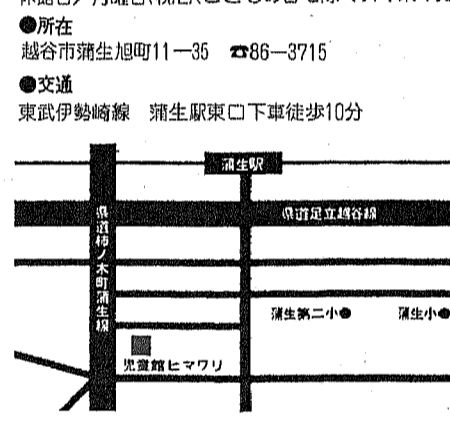 ●所在
越谷市蒲生旭町11―35 ☎86―3715
●交通
東武伊勢崎線 蒲生駅東口下車徒歩10分
蒲生駅
県道足立越谷線
県道柿ノ木町蒲生線
蒲生第二小●
蒲生小●
児童館ヒマワリ